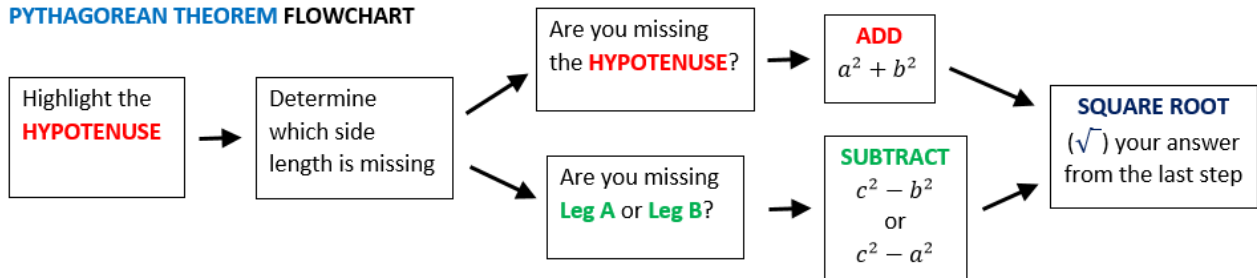 PYTHAGOREAN THEOREM FLOWCHART
Highlight the
HYPOTENUSE
Determine
which side
length is missing
Are you missing
the HYPOTENUSE?
ADD
a² + b²
Are you missing
Leg A or Leg B?
SUBTRACT
c² − b²
or
c² − a²
SQUARE ROOT
(√ ) your answer
from the last step